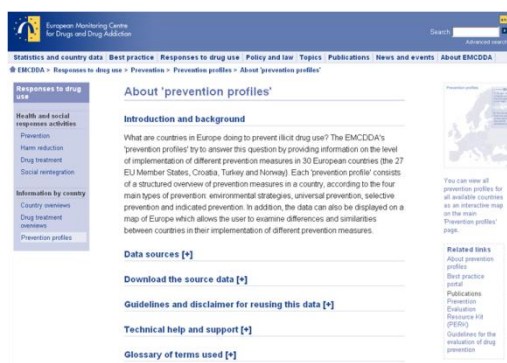 European Monitoring Centre
for Drugs and Drug Addiction
Search
Advanced search
Statistics and country data Best practice Responses to drug use Policy and law Topics Publications News and events About EMCDDA
EMCDDA > Responses to drug use > Prevention > Prevention profiles > About 'prevention profiles'
Responses to drug
use
Health and social
responses activities
Prevention
Harm reduction
Drug treatment
Social reintegration
Information by country
Country overviews
Drug treatment
overviews
Prevention profiles
About 'prevention profiles'
Introduction and background
What are countries in Europe doing to prevent illicit drug use? The EMCDDA's
'prevention profiles' try to answer this question by providing information on the level
of implementation of different prevention measures in 30 European countries (the 27
EU Member States, Croatia, Turkey and Norway). Each 'prevention profile' consists
of a structured overview of prevention measures in a country, according to the four
main types of prevention: environmental strategies, universal prevention, selective
prevention and indicated prevention. In addition, the data can also be displayed on a
map of Europe which allows the user to examine differences and similarities
between countries in their implementation of different prevention measures.
Data sources [+]
Download the source data [+]
Guidelines and disclaimer for reusing this data [+]
Technical help and support [+]
Glossary of terms used [+]
Prevention profiles
You can view all
prevention profiles for
all available countries
as an interactive map
on the main
'Prevention profiles'
page.
Related links
About prevention
profiles
Best practice
portal
Publications
Prevention
Evaluation
Resource Kit
(PERK)
Guidelines for the
evaluation of drug
prevention